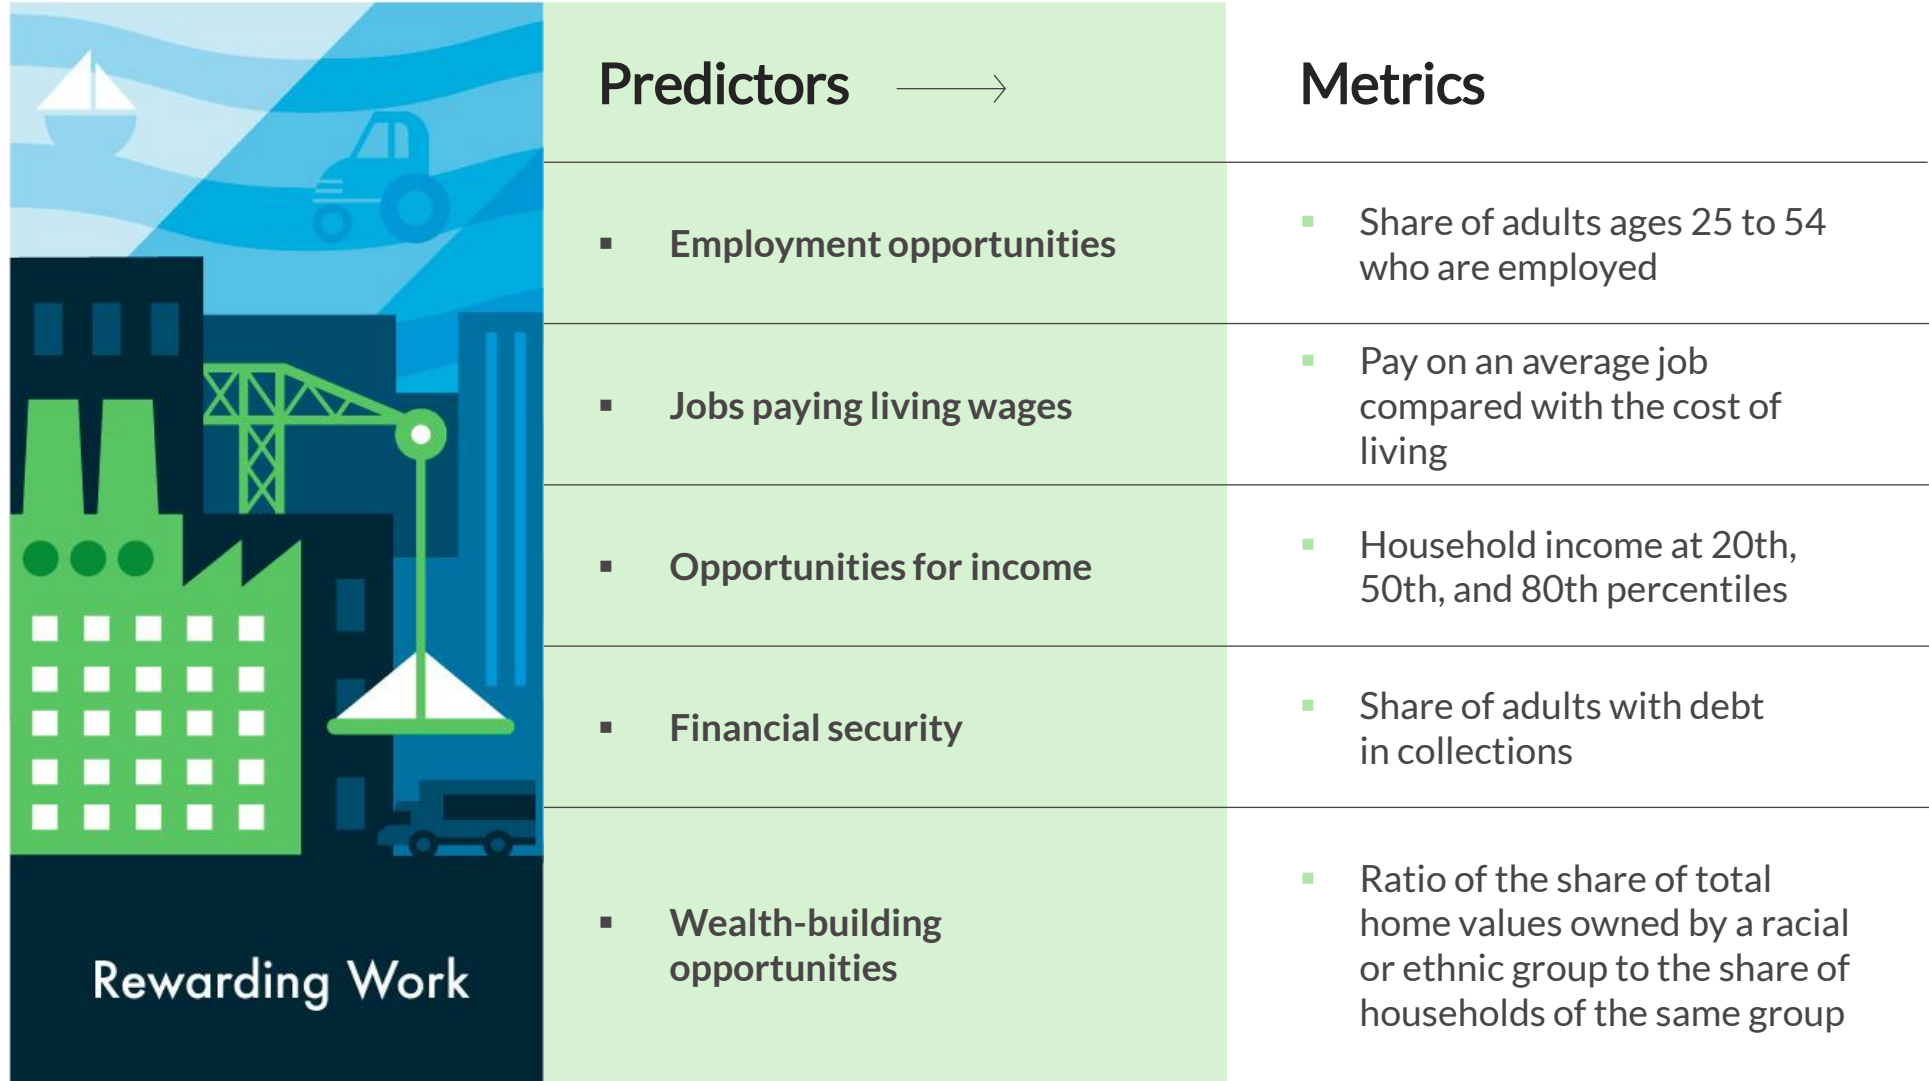 Predictors
Metrics
Employment opportunities
Share of adults ages 25 to 54
who are employed
Jobs paying living wages
Pay on an average job
compared with the cost of
living
Opportunities for income
Household income at 20th,
50th, and 80th percentiles
Financial security
Share of adults with debt
in collections
Wealth-building
opportunities
Ratio of the share of total
home values owned by a racial
or ethnic group to the share of
households of the same group
Rewarding Work